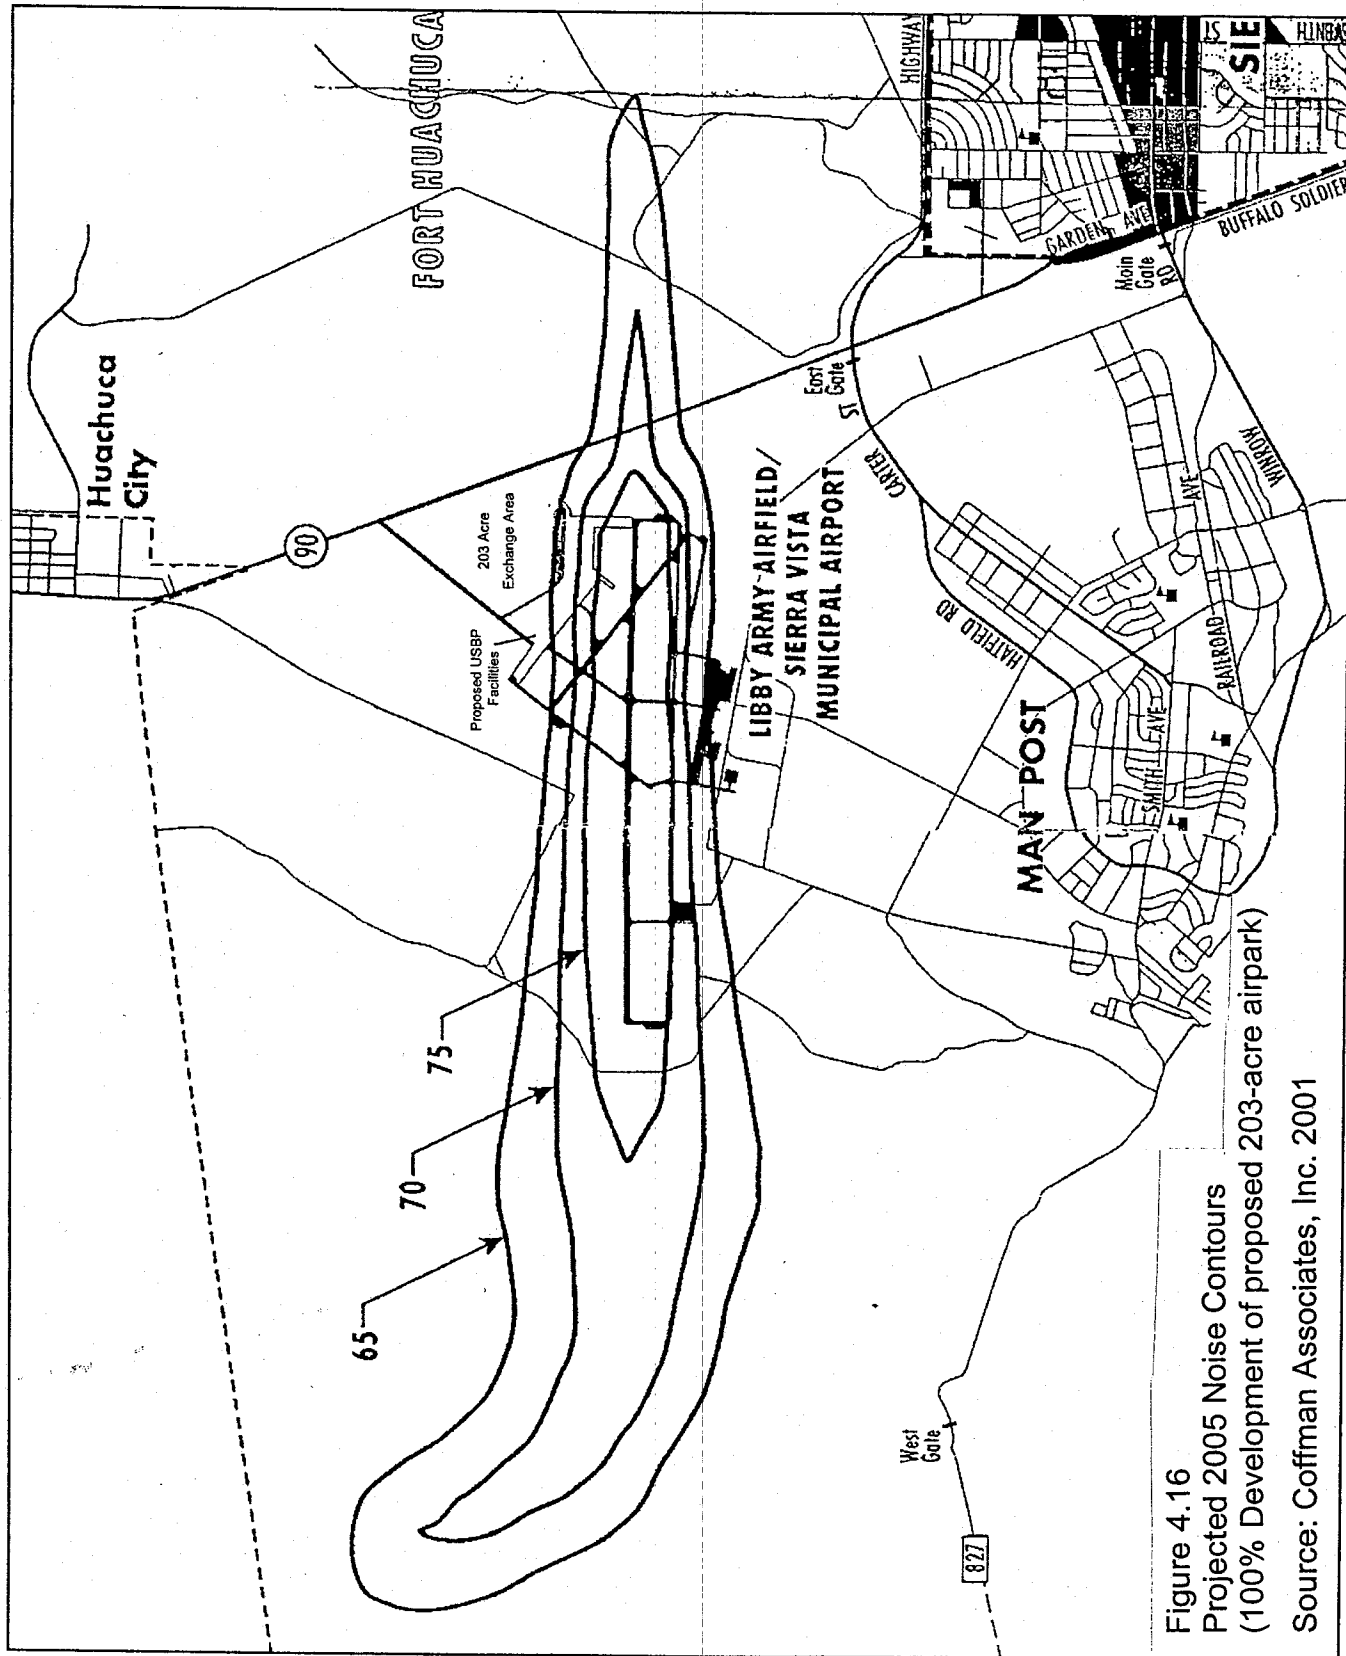 Huachuca
City
FORT HUACHUCA
90
203 Acre
Exchange Area
Proposed USBP
Facilities
HIGHWAY
ST
SIE
GARDEN AVE
BUFFALO SOLDIER
Main
Gate
RD
East
Gate
CARTER ST
LIBBY ARMY AIRFIELD/
SIERRA VISTA
MUNICIPAL AIRPORT
HATFIELD RD
WINROW
RAILROAD AVE
SMITH AVE
MAN POST
75
70
65
West
Gate
827
Figure 4.16
Projected 2005 Noise Contours
(100% Development of proposed 203-acre airpark)
Source: Coffman Associates, Inc. 2001